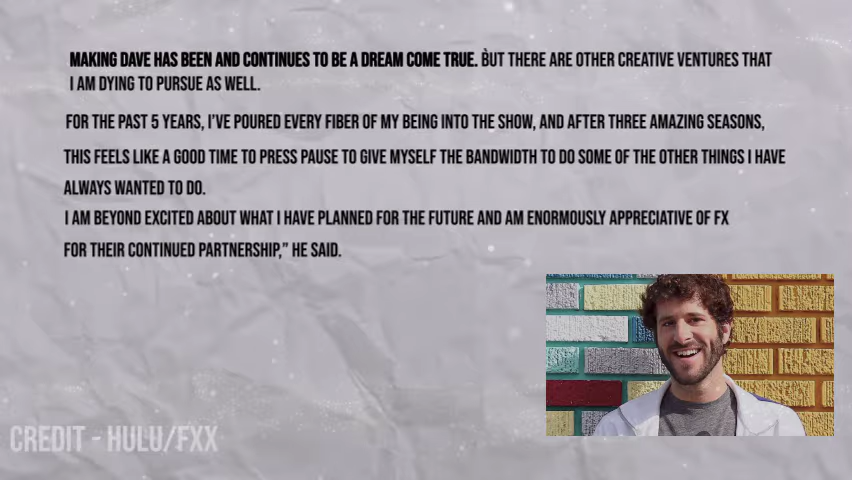 MAKING DAVE HAS BEEN AND CONTINUES TO BE A DREAM COME TRUE. BUT THERE ARE OTHER CREATIVE VENTURES THAT
I AM DYING TO PURSUE AS WELL.
FOR THE PAST 5 YEARS, I'VE POURED EVERY FIBER OF MY BEING INTO THE SHOW, AND AFTER THREE AMAZING SEASONS,
THIS FEELS LIKE A GOOD TIME TO PRESS PAUSE TO GIVE MYSELF THE BANDWIDTH TO DO SOME OF THE OTHER THINGS I HAVE
ALWAYS WANTED TO DO.
I AM BEYOND EXCITED ABOUT WHAT I HAVE PLANNED FOR THE FUTURE AND AM ENORMOUSLY APPRECIATIVE OF FX
FOR THEIR CONTINUED PARTNERSHIP,” HE SAID.
CREDIT - HULU/FXX